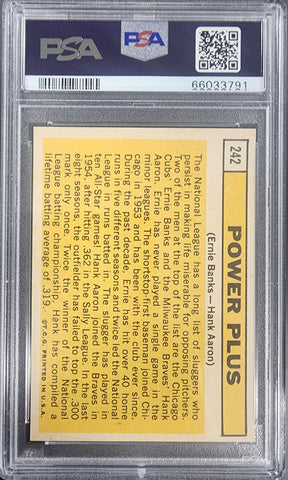 PSA
PSA
66033791
242
POWER PLUS
(Ernie Banks — Hank Aaron)
The National League has a long list of sluggers who
persist in making life miserable for opposing pitchers.
Two of the men at the top of the list are the Chicago
Cubs' Ernie Banks and the Milwaukee Braves' Hank
Aaron. Ernie has never played a single game in the
minor leagues. The shortstop-first baseman joined Chi-
cago in 1953 and has been with the club ever since.
During the past decade, Ernie has hit over 40 home
runs in five different seasons and twice led the National
League in runs batted in. The slugger has played in
ten All-Star games! Hank Aaron joined the Braves in
1954, after hitting .362 in the Sally League. In the last
eight seasons, the outfielder has failed to top the .300
mark only once. Twice the winner of the National
League batting championship, Hank has compiled a
lifetime batting average of .319. ©T.C.G. PRINTED IN U.S.A.